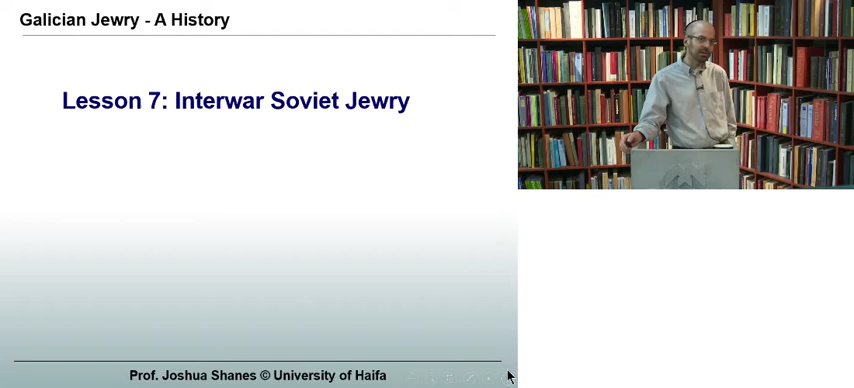 Galician Jewry - A History
Lesson 7: Interwar Soviet Jewry
Prof. Joshua Shanes © University of Haifa